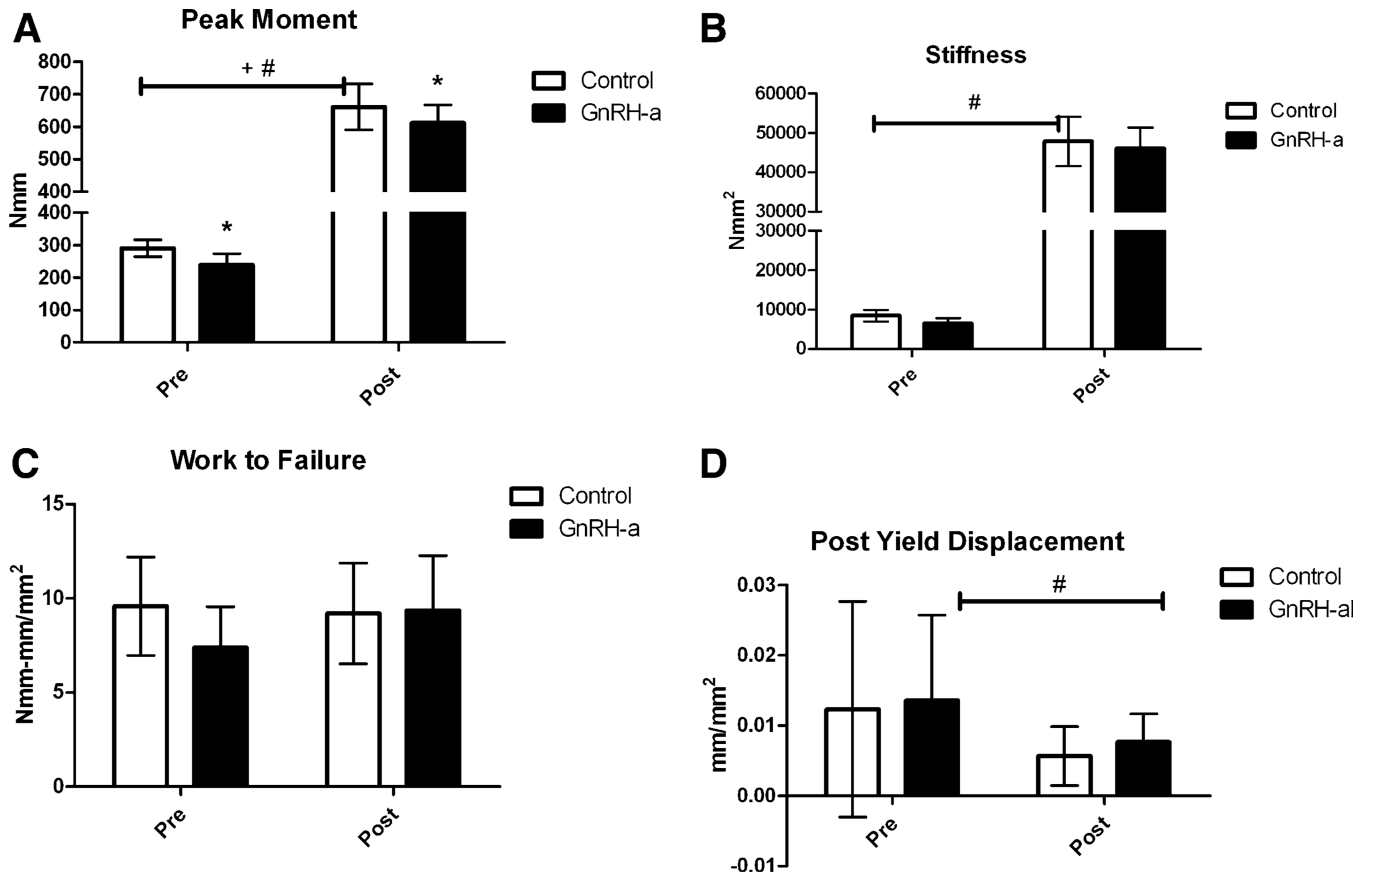 A
Peak Moment
800
700
600
500
400
400
300
200
100
0
Nmm
+ #
*
*
Control
GnRH-a
Pre
Post
B
Stiffness
60000
50000
40000
30000
30000
20000
10000
0
Nmm²
#
Control
GnRH-a
Pre
Post
C
Work to Failure
15
10
5
0
Nmm-mm/mm²
Control
GnRH-a
Pre
Post
D
Post Yield Displacement
0.03
0.02
0.01
0.00
-0.01
mm/mm²
#
Control
GnRH-al
Pre
Post